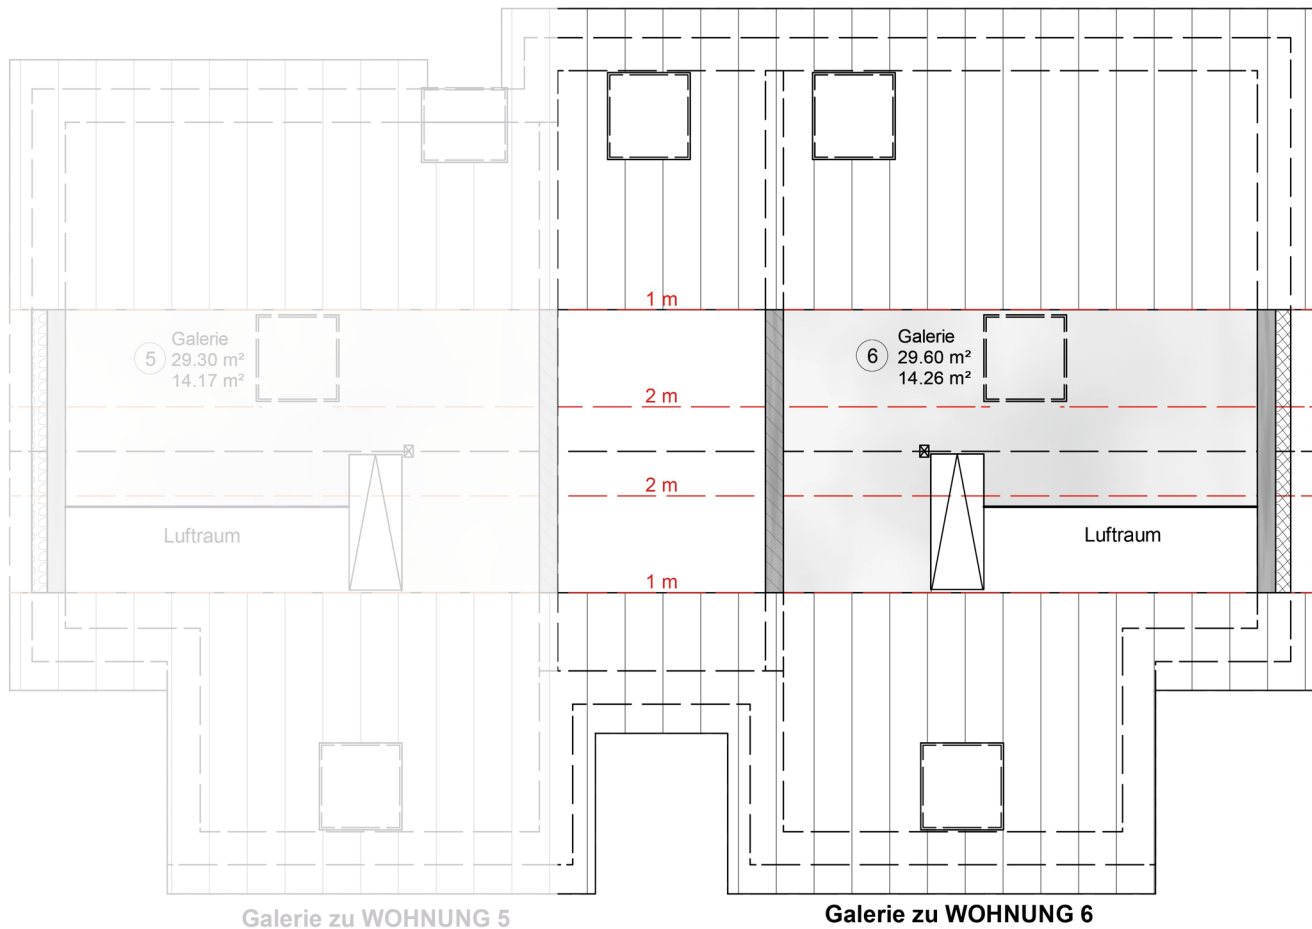 1 m
5
Galerie
29.30 m²
14.17 m²
6
Galerie
29.60 m²
14.26 m²
2 m
2 m
Luftraum
Luftraum
1 m
Galerie zu WOHNUNG 5
Galerie zu WOHNUNG 6